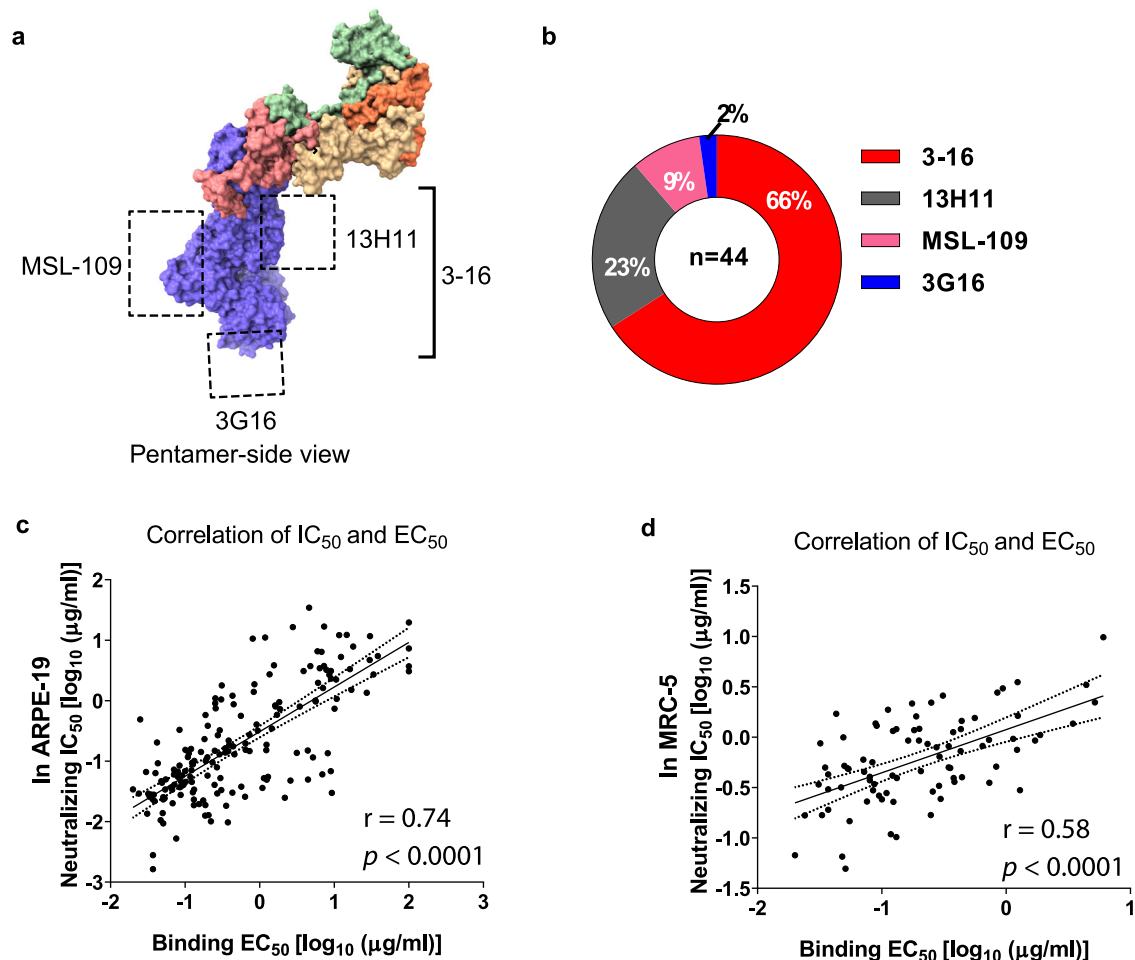 a
MSL-109
13H11
3-16
3G16
Pentamer-side view
b
2%
9%
66%
23%
n=44
3-16
13H11
MSL-109
3G16
c
Correlation of IC50 and EC50
In ARPE-19
Neutralizing IC50 [log10 (μg/ml)]
2
1
0
-1
-2
-3
r = 0.74
p < 0.0001
-2
-1
0
1
2
3
Binding EC50 [log10 (μg/ml)]
d
Correlation of IC50 and EC50
In MRC-5
Neutralizing IC50 [log10 (μg/ml)]
1.5
1.0
0.5
0.0
-0.5
-1.0
-1.5
r = 0.58
p < 0.0001
-2
-1
0
1
Binding EC50 [log10 (μg/ml)]